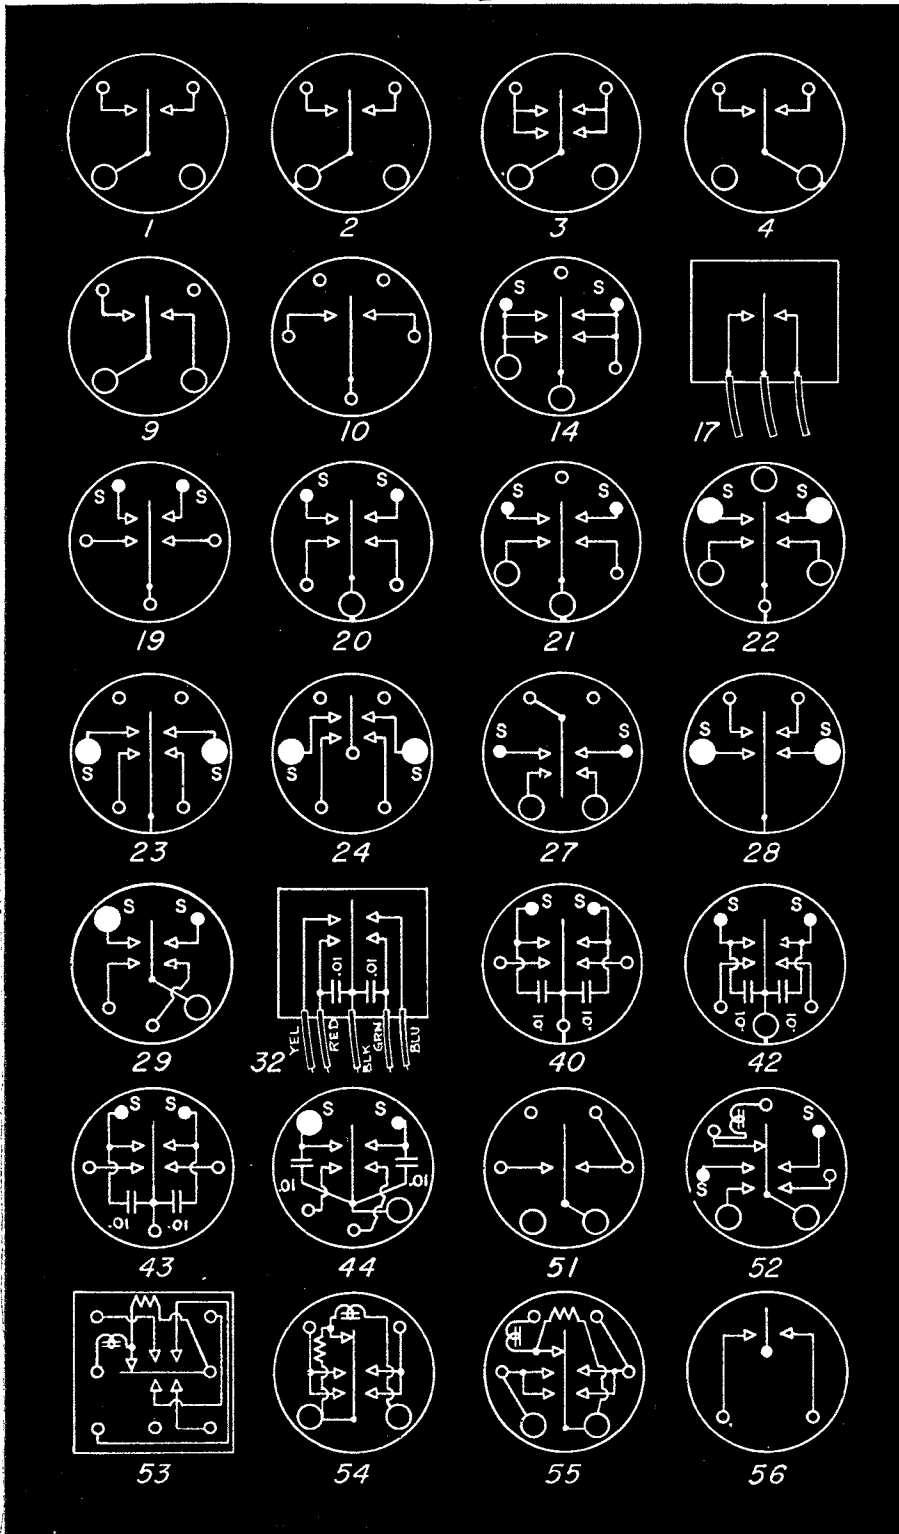 1 2 3 4
S S
9 10 14 17
S S S S S S S S
19 20 21 22
S S S S S S S S
23 24 27 28
S S S S S S
.01 .01
.01 .01 .01 .01
YEL RED BLK GRN BLU
29 32 40 42
S S S S S
.01 .01 S
.01 .01
43 44 51 52
53 54 55 56